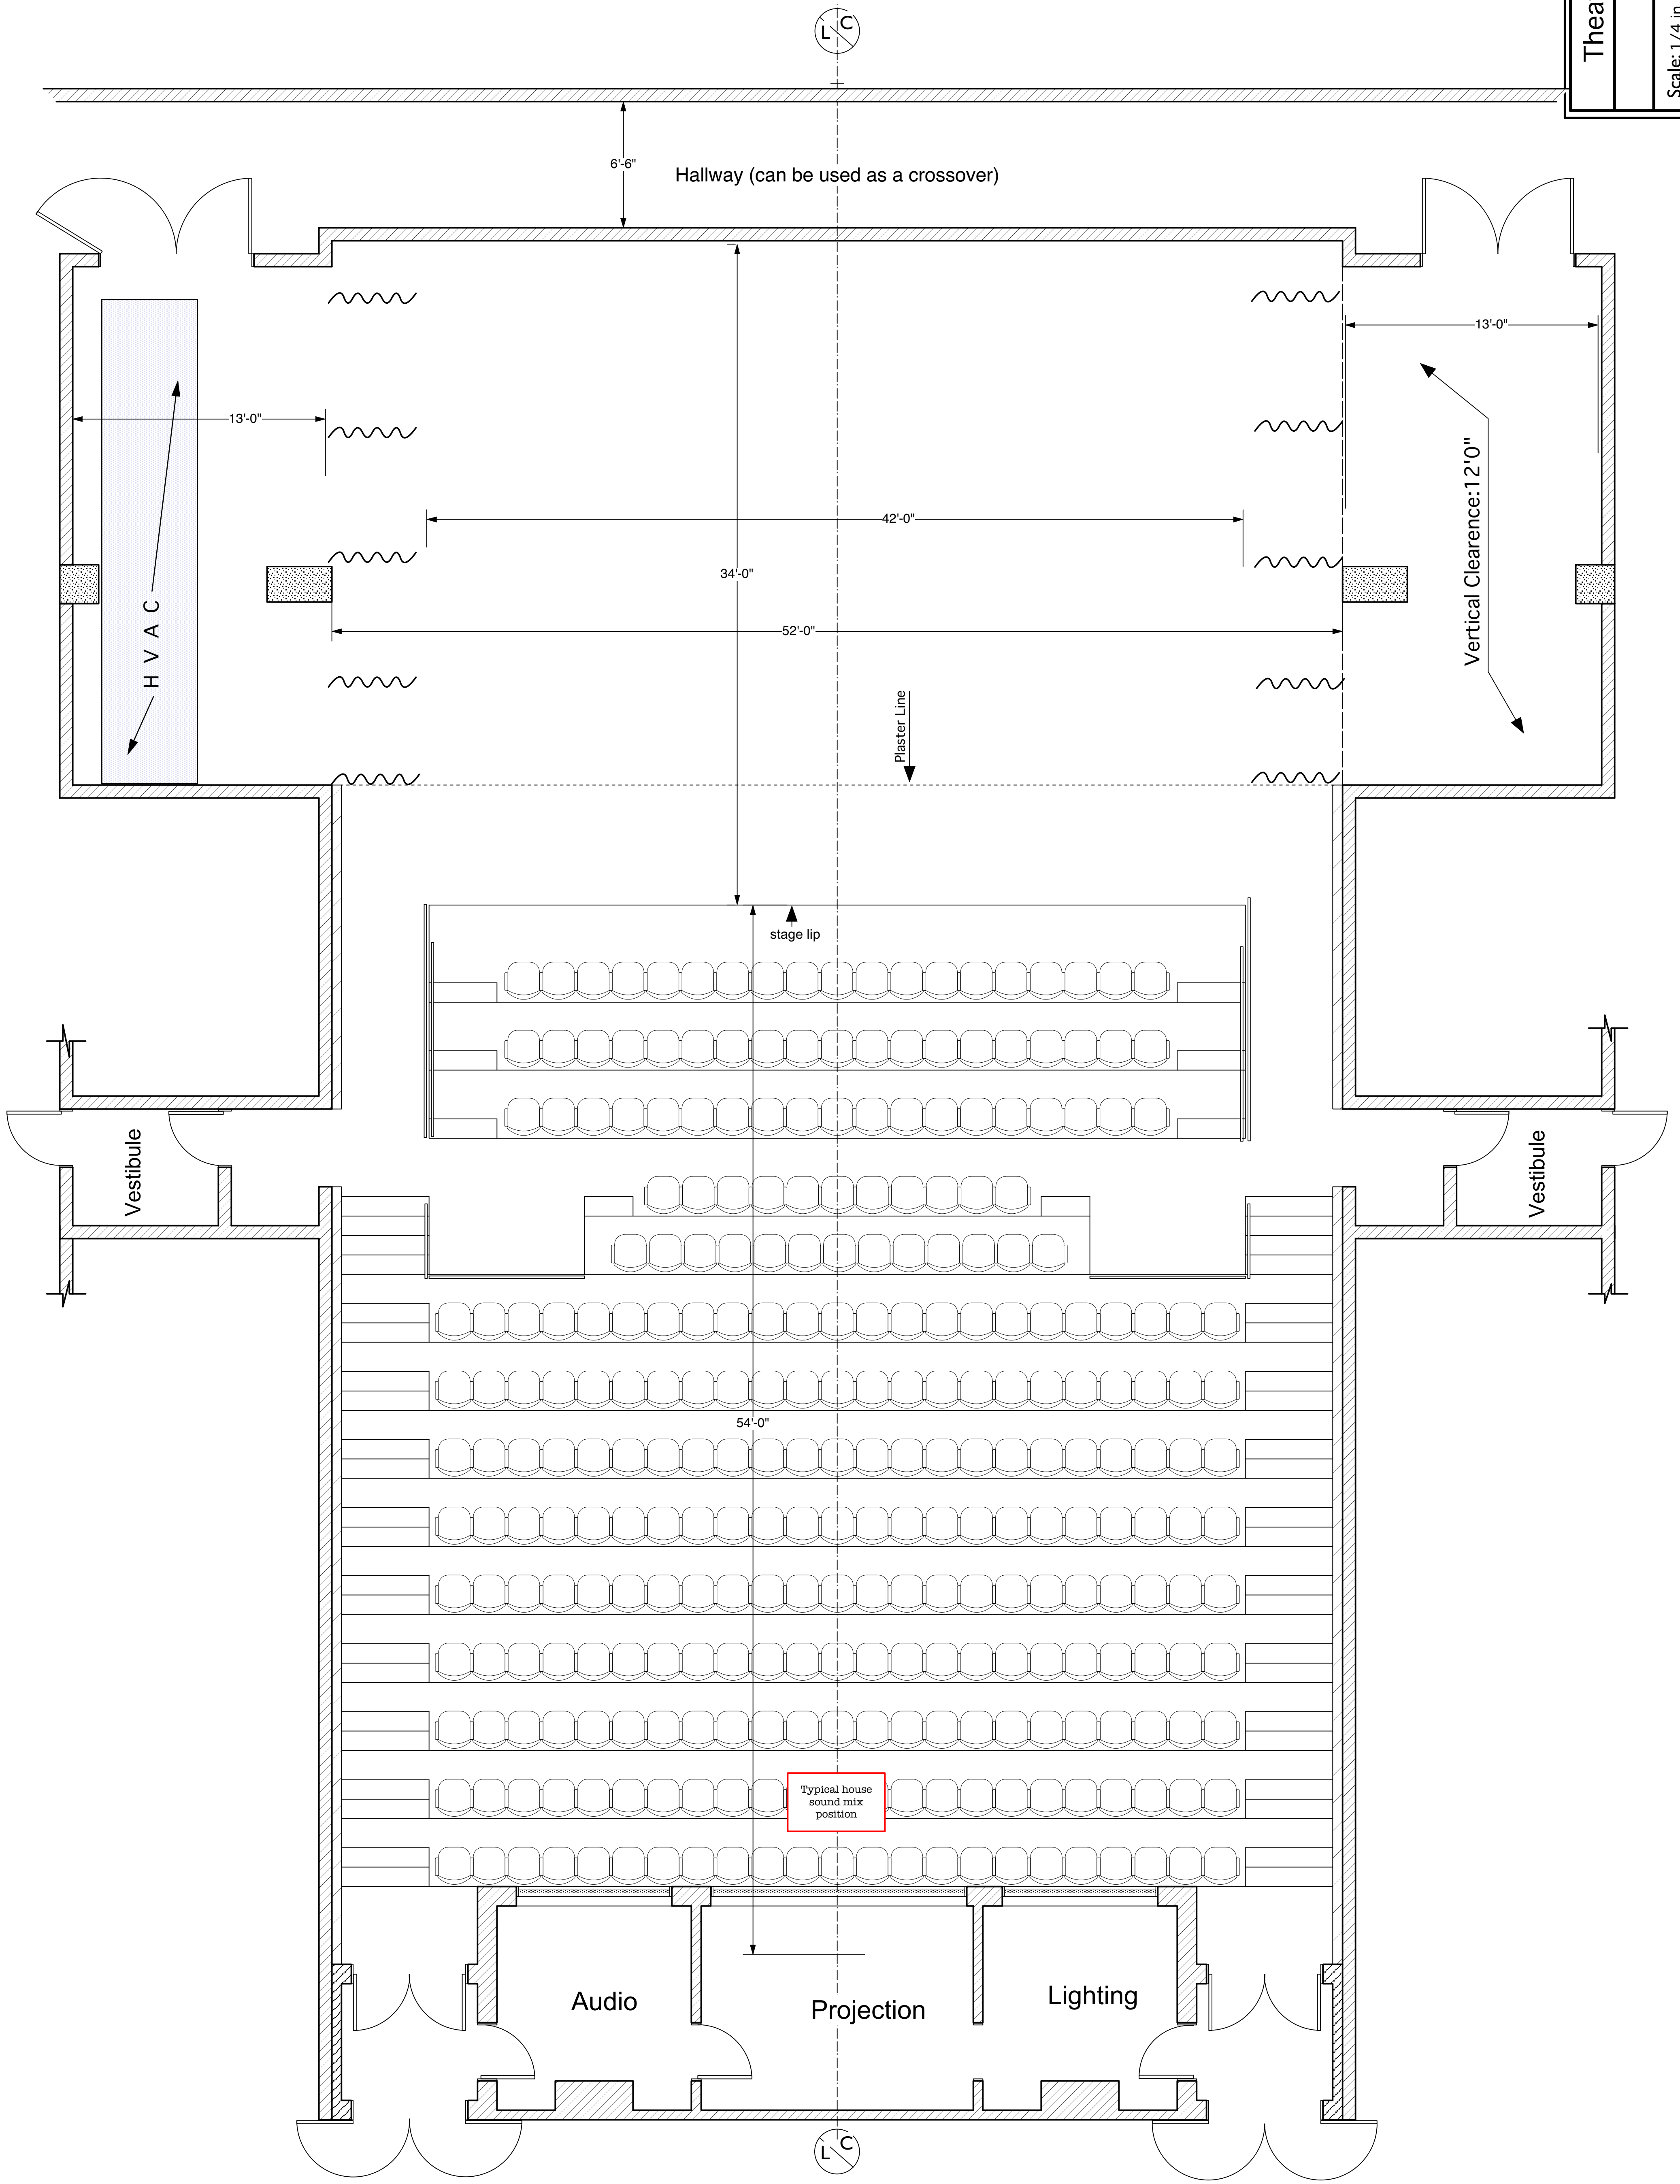 L C
Thea
Scale: 1/4 in
6'-6"
Hallway (can be used as a crossover)
13'-0"
13'-0"
42'-0"
Vertical Clearence:12'0"
34'-0"
52'-0"
H V A C
Plaster Line
stage lip
Vestibule
Vestibule
54'-0"
Typical house
sound mix
position
Audio
Projection
Lighting
L C